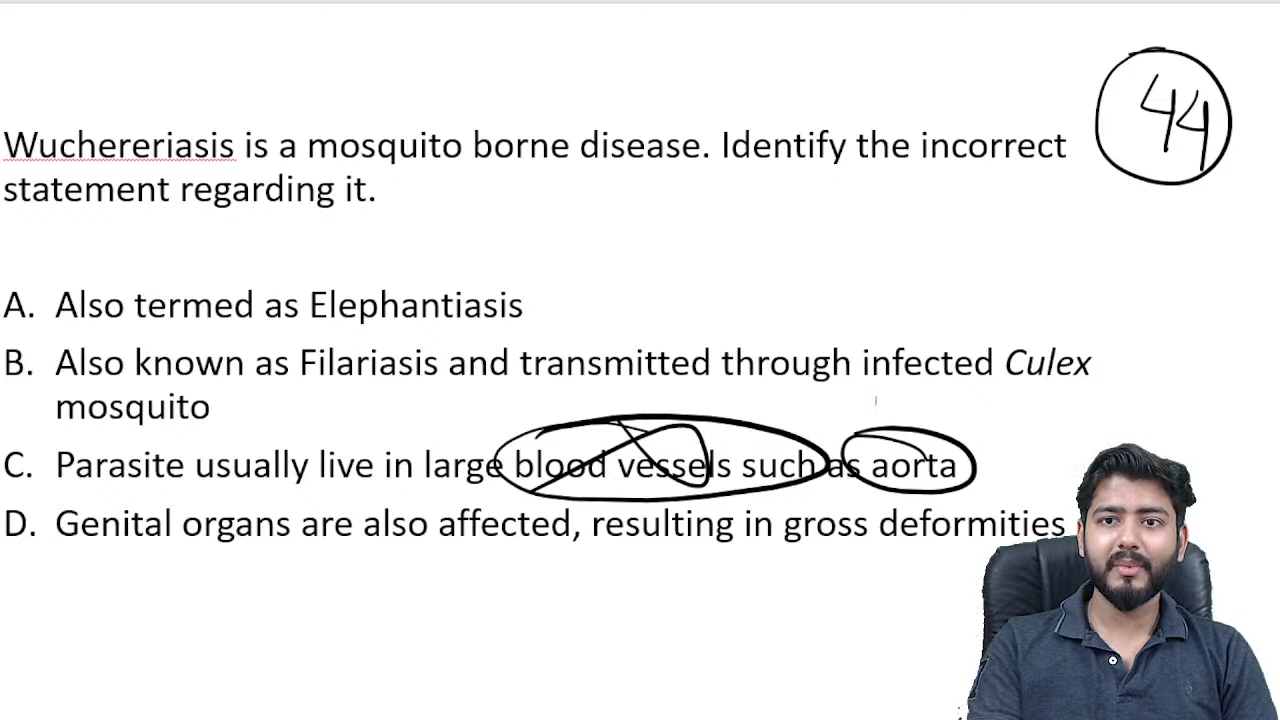 44
Wuchereriasis is a mosquito borne disease. Identify the incorrect
statement regarding it.
A. Also termed as Elephantiasis
B. Also known as Filariasis and transmitted through infected Culex
mosquito
C. Parasite usually live in large blood vessels such as aorta
D. Genital organs are also affected, resulting in gross deformities